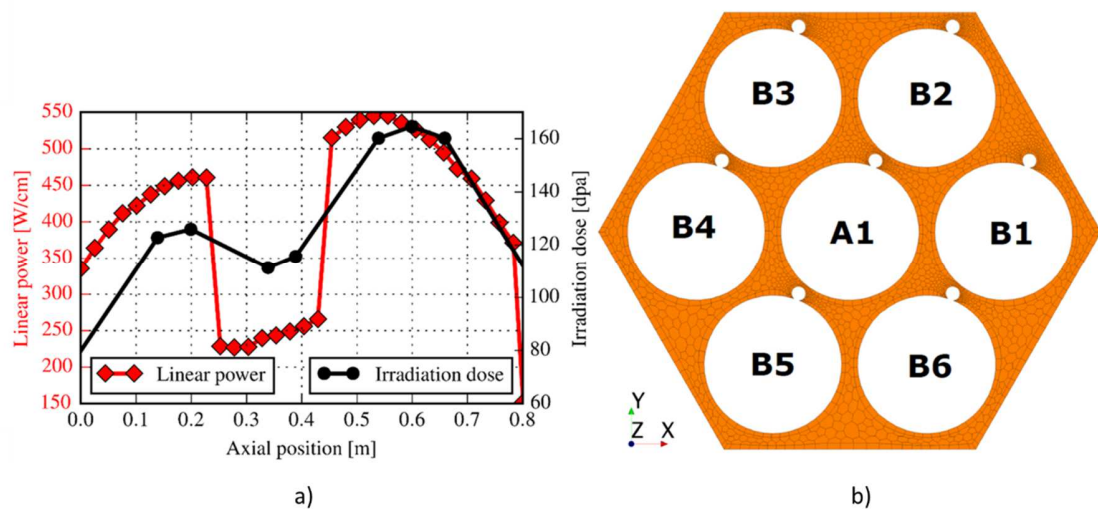 550
500
450
400
350
300
250
200
150
Linear power [W/cm]
160
140
120
100
80
60
Irradiation dose [dpa]
Linear power
Irradiation dose
0.0 0.1 0.2 0.3 0.4 0.5 0.6 0.7 0.8
Axial position [m]
a)
B3 B2
B4 A1 B1
B5 B6
Y
Z X
b)